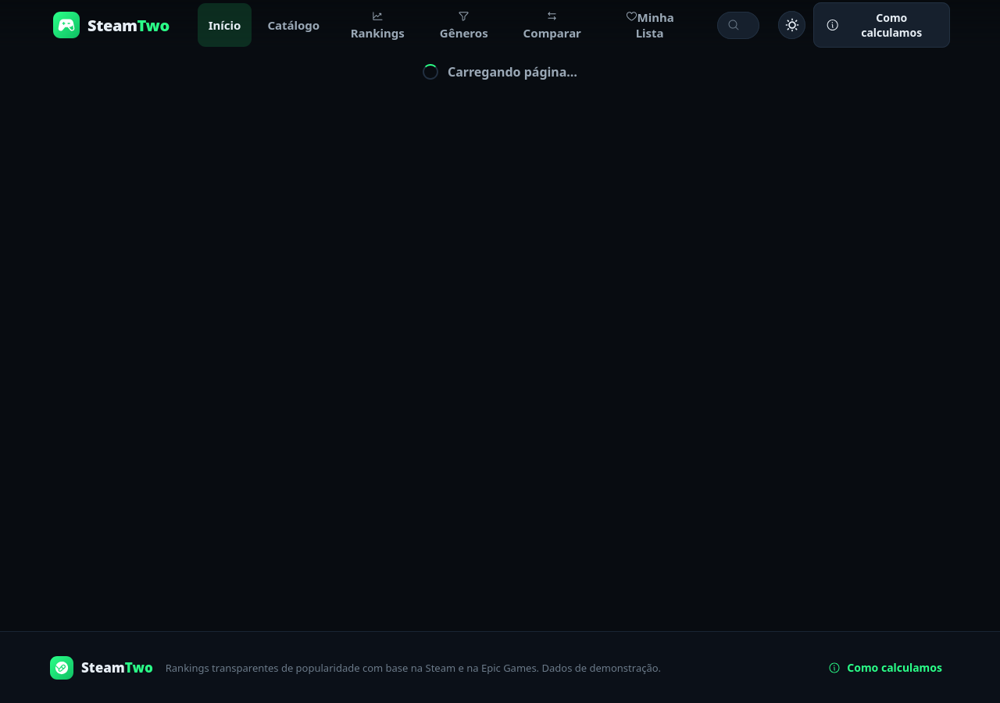 SteamTwo
Início
Catálogo
Rankings
Gêneros
Comparar
Minha
Lista
Como
calculamos
Carregando página...
SteamTwo
Rankings transparentes de popularidade com base na Steam e na Epic Games. Dados de demonstração.
Como calculamos